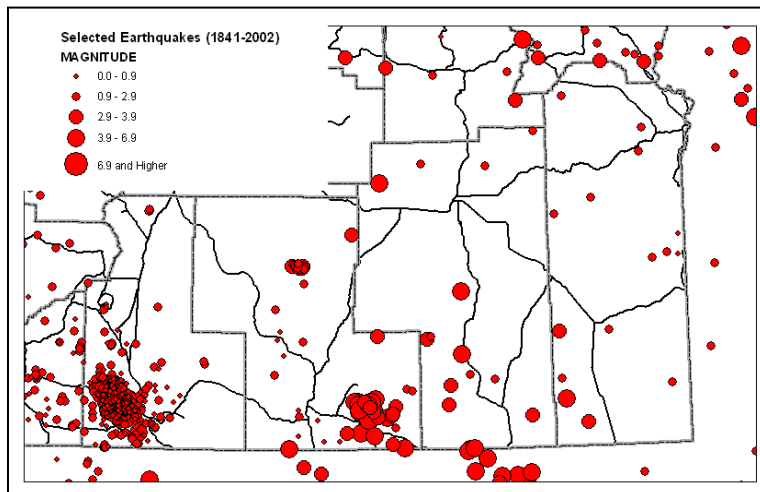 Selected Earthquakes (1841-2002)
MAGNITUDE
0.0 - 0.9
0.9 - 2.9
2.9 - 3.9
3.9 - 6.9
6.9 and Higher